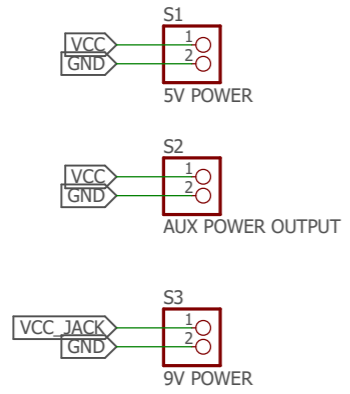 S1
VCC 1
GND 2
5V POWER
S2
VCC 1
GND 2
AUX POWER OUTPUT
S3
VCC_JACK 1
GND 2
9V POWER